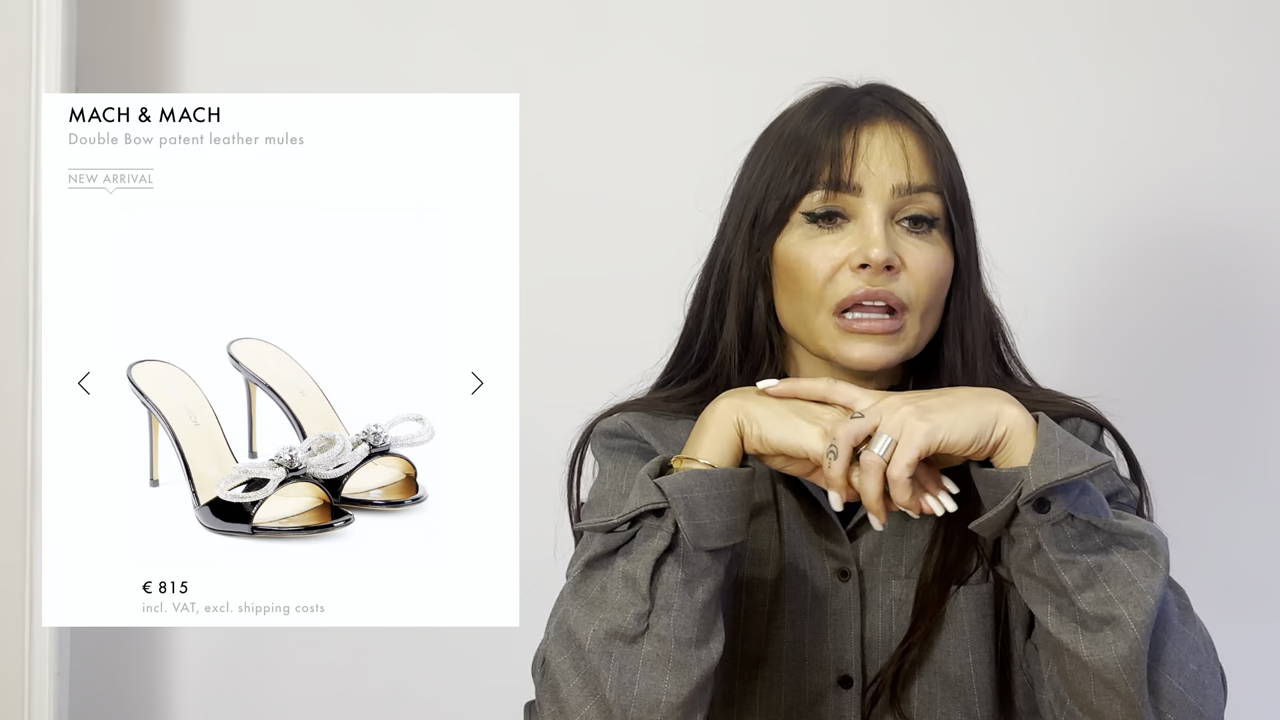 MACH & MACH
Double Bow patent leather mules
NEW ARRIVAL
€ 815
incl. VAT, excl. shipping costs